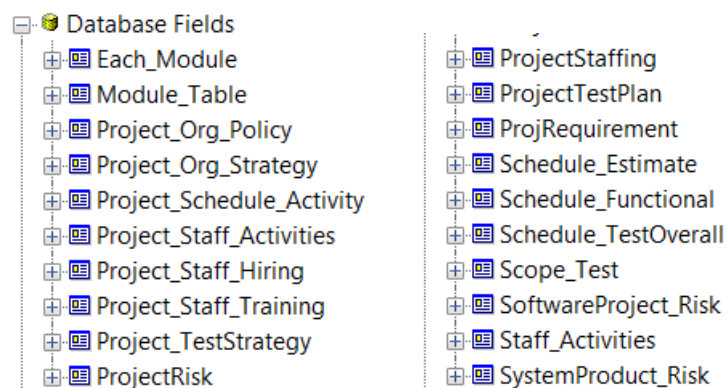 Database Fields
Each_Module
Module_Table
Project_Org_Policy
Project_Org_Strategy
Project_Schedule_Activity
Project_Staff_Activities
Project_Staff_Hiring
Project_Staff_Training
Project_TestStrategy
ProjectRisk
ProjectStaffing
ProjectTestPlan
ProjRequirement
Schedule_Estimate
Schedule_Functional
Schedule_TestOverall
Scope_Test
SoftwareProject_Risk
Staff_Activities
SystemProduct_Risk